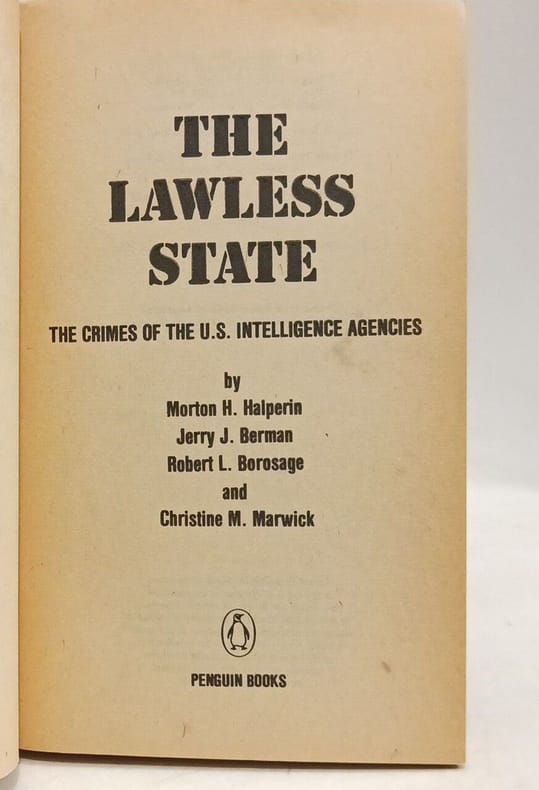 THE
LAWLESS
STATE
THE CRIMES OF THE U.S. INTELLIGENCE AGENCIES
by
Morton H. Halperin
Jerry J. Berman
Robert L. Borosage
and
Christine M. Marwick
PENGUIN BOOKS